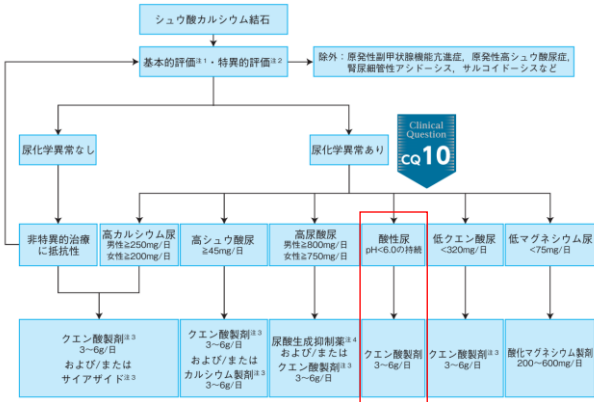 シュウ酸カルシウム結石
基本的評価注1・特異的評価注2
除外：原発性副甲状腺機能亢進症，原発性高シュウ酸尿症，
腎尿細管性アシドーシス，サルコイドーシスなど
尿化学異常なし
尿化学異常あり
Clinical
Question
CQ10
非特異的治療
に抵抗性
高カルシウム尿
男性≧250mg/日
女性≧200mg/日
高シュウ酸尿
≧45mg/日
高尿酸尿
男性≧800mg/日
女性≧750mg/日
酸性尿
pH<6.0の持続
低クエン酸尿
<320mg/日
低マグネシウム尿
<75mg/日
クエン酸製剤注3
3〜6g/日
および/または
サイアザイド注3
クエン酸製剤注3
3〜6g/日
および/または
カルシウム製剤注3
3〜6g/日
尿酸生成抑制薬注4
および/または
クエン酸製剤注3
3〜6g/日
クエン酸製剤
3〜6g/日
クエン酸製剤注3
3〜6g/日
酸化マグネシウム製剤
200〜600mg/日